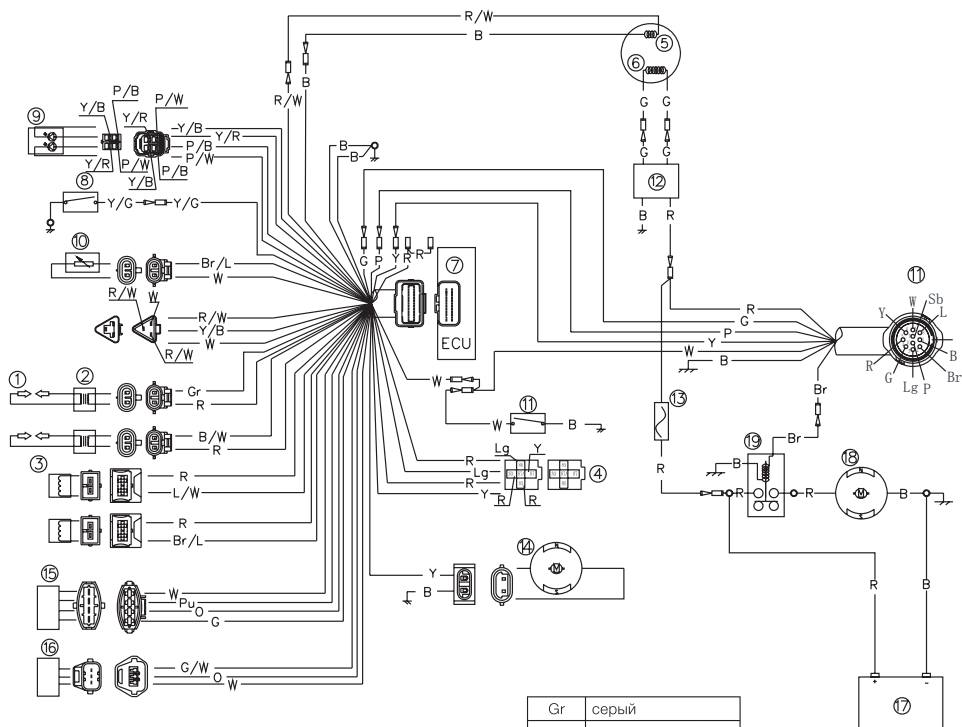 R/W
B
⑤
⑥
R/W
B
G G
G G
⑫
B R
⑨
P/B
Y/B
P/W
Y/R
Y/B
Y/R
P/B
P/W
Y/R
P/W
P/B
Y/B
⑧
Y/G Y/G
B
B
⑩
Br/L
W
G P Y R R
⑦
ECU
R/W W
R/W
Y/B
W
R/W
R
G
P
Y
W
B
⑪
Y W Sb L
R B
G Br
Lg P
① ②
Gr
R
B/W
R
W
W ⑪ B
⑬
Br
⑲ Br
B
⑱
③
R
L/W
R
Br/L
Lg Y
R
Lg
R
Y
R R
④
R
R R
N
M
S
B
⑭
Y
B
N
M
S
R B
⑮
W
Pu
O
G
⑯
G/W
O
W
+ -
⑰
Gr серый